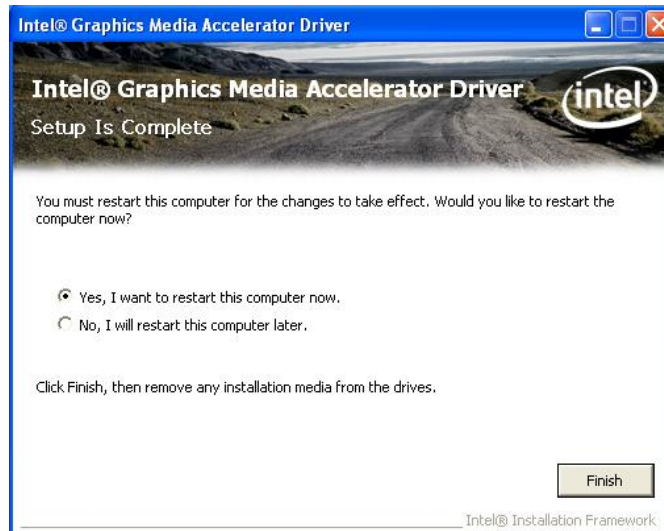 Intel® Graphics Media Accelerator Driver
Intel® Graphics Media Accelerator Driver
intel
Setup Is Complete
You must restart this computer for the changes to take effect. Would you like to restart the
computer now?
Yes, I want to restart this computer now.
No, I will restart this computer later.
Click Finish, then remove any installation media from the drives.
Finish
Intel® Installation Framework